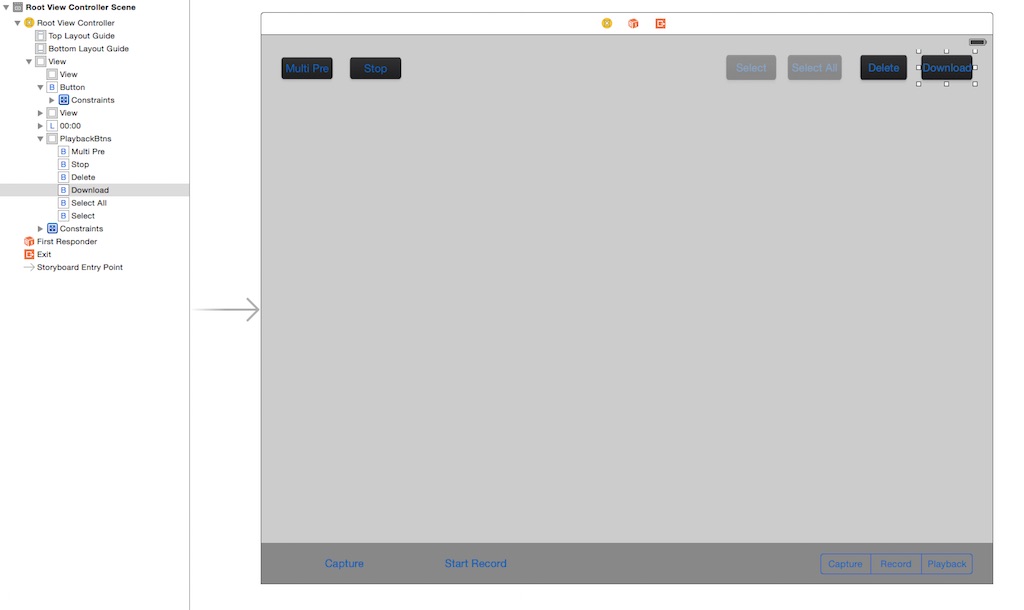 Root View Controller Scene
Root View Controller
Top Layout Guide
Bottom Layout Guide
View
View
B Button
Constraints
View
L 00:00
PlaybackBtns
B Multi Pre
B Stop
B Delete
B Download
B Select All
B Select
Constraints
First Responder
Exit
Storyboard Entry Point
Multi Pre Stop Select Select All Delete Download
Capture Start Record Capture Record Playback